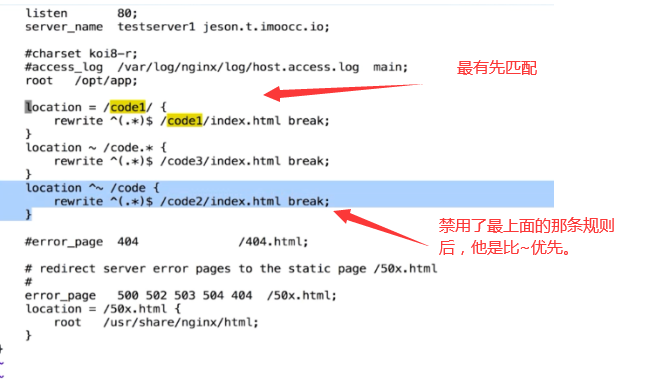 listen       80;
server_name  testserver1 jeson.t.imoocc.io;
#charset koi8-r;
#access_log  /var/log/nginx/log/host.access.log  main;
root   /opt/app;
最有先匹配
location = /code1/ {
rewrite ^(.*)$ /code1/index.html break;
}
location ~ /code.* {
rewrite ^(.*)$ /code3/index.html break;
}
location ^~ /code {
rewrite ^(.*)$ /code2/index.html break;
}
禁用了最上面的那条规则
后，他是比~优先。
#error_page  404              /404.html;
# redirect server error pages to the static page /50x.html
#
error_page   500 502 503 504 404  /50x.html;
location = /50x.html {
root   /usr/share/nginx/html;
}
}
~
~